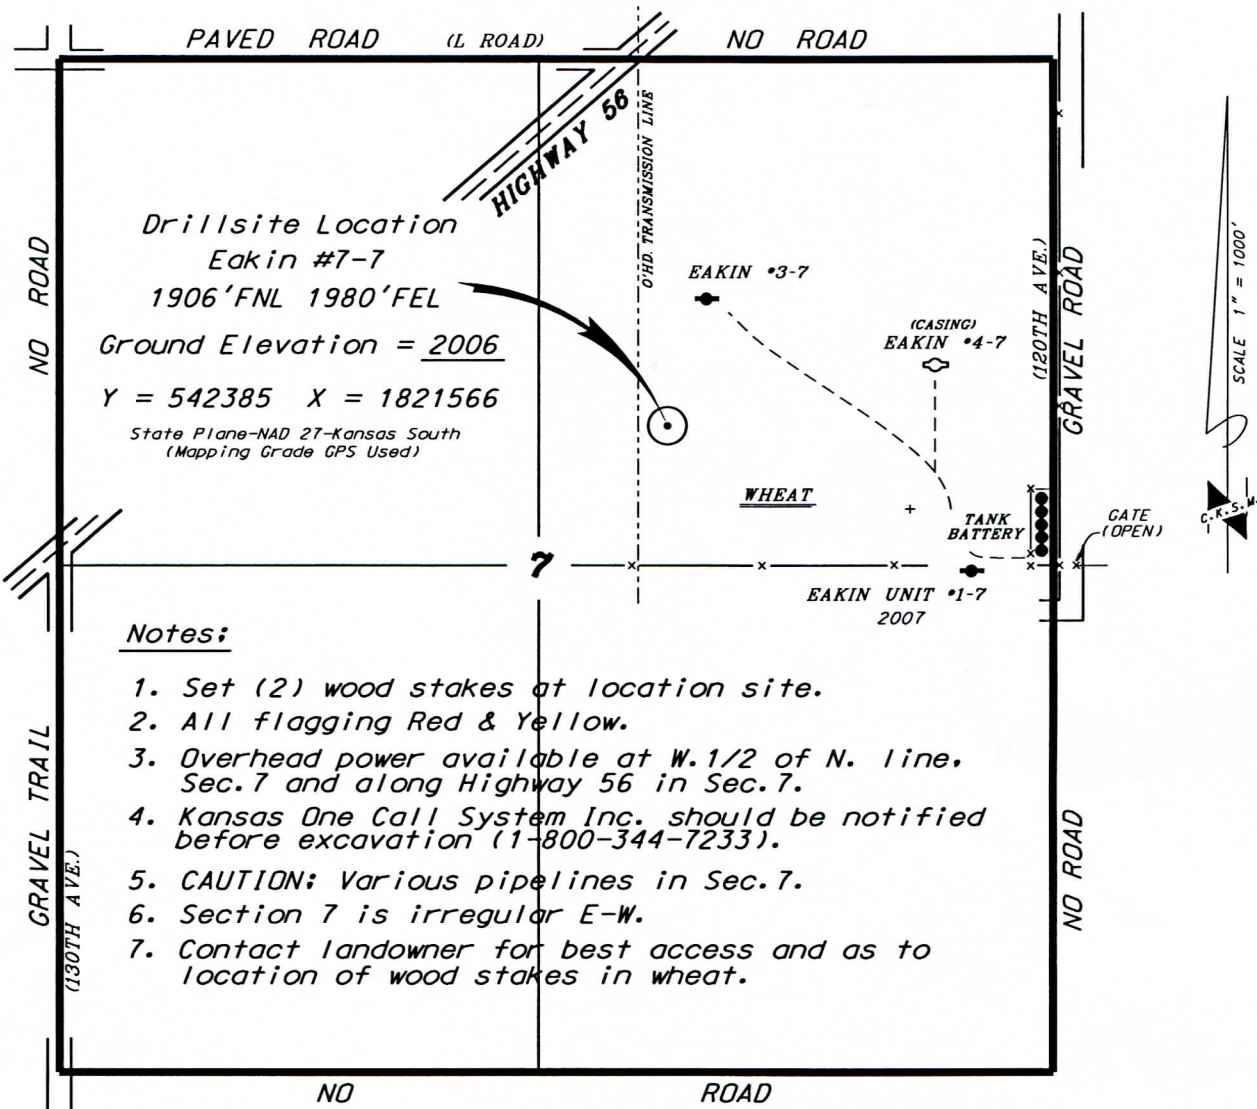 PAVED ROAD (L ROAD) NO ROAD
HIGHWAY 56
O'HD. TRANSMISSION LINE
Drillsite Location
Eakin #7-7
1906'FNL 1980'FEL
Ground Elevation = 2006
Y = 542385 X = 1821566
State Plane-NAD 27-Kansas South
(Mapping Grade GPS Used)
NO ROAD
EAKIN #3-7
(CASING)
EAKIN #4-7
(120TH AVE.)
GRAVEL ROAD
SCALE 1" = 1000'
C.K.S.M.
WHEAT
TANK
BATTERY
GATE
(OPEN)
7
EAKIN UNIT #1-7
2007
Notes:
1. Set (2) wood stakes at location site.
2. All flagging Red & Yellow.
3. Overhead power available at W.1/2 of N. line,
Sec.7 and along Highway 56 in Sec.7.
4. Kansas One Call System Inc. should be notified
before excavation (1-800-344-7233).
5. CAUTION: Various pipelines in Sec.7.
6. Section 7 is irregular E-W.
7. Contact landowner for best access and as to
location of wood stakes in wheat.
GRAVEL TRAIL
(130TH AVE.)
NO ROAD
NO ROAD